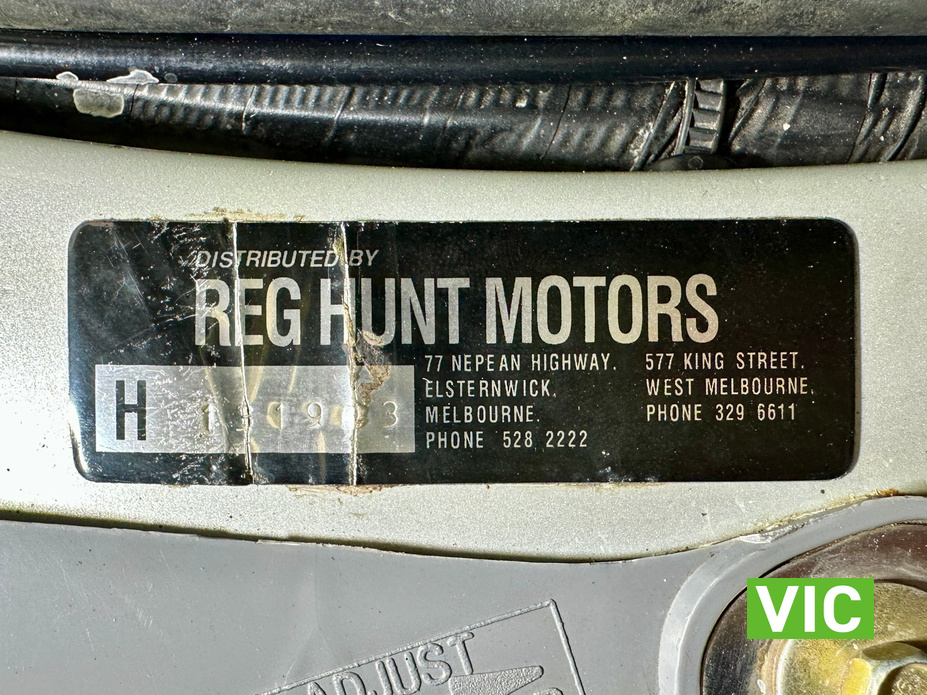 DISTRIBUTED BY
REG HUNT MOTORS
77 NEPEAN HIGHWAY.
ELSTERNWICK.
MELBOURNE.
PHONE 528 2222
577 KING STREET.
WEST MELBOURNE.
PHONE 329 6611
H
VIC
ADJUST